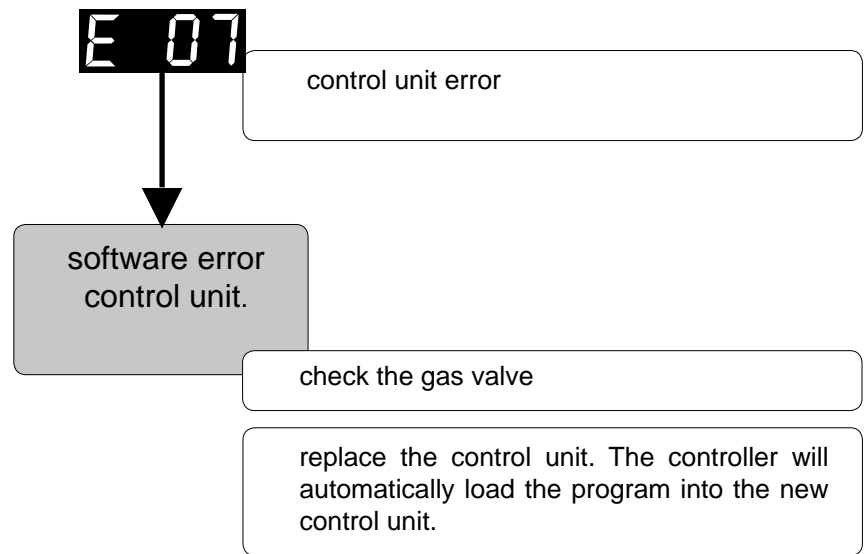 E 07
control unit error
software error
control unit.
check the gas valve
replace the control unit. The controller will
automatically load the program into the new
control unit.